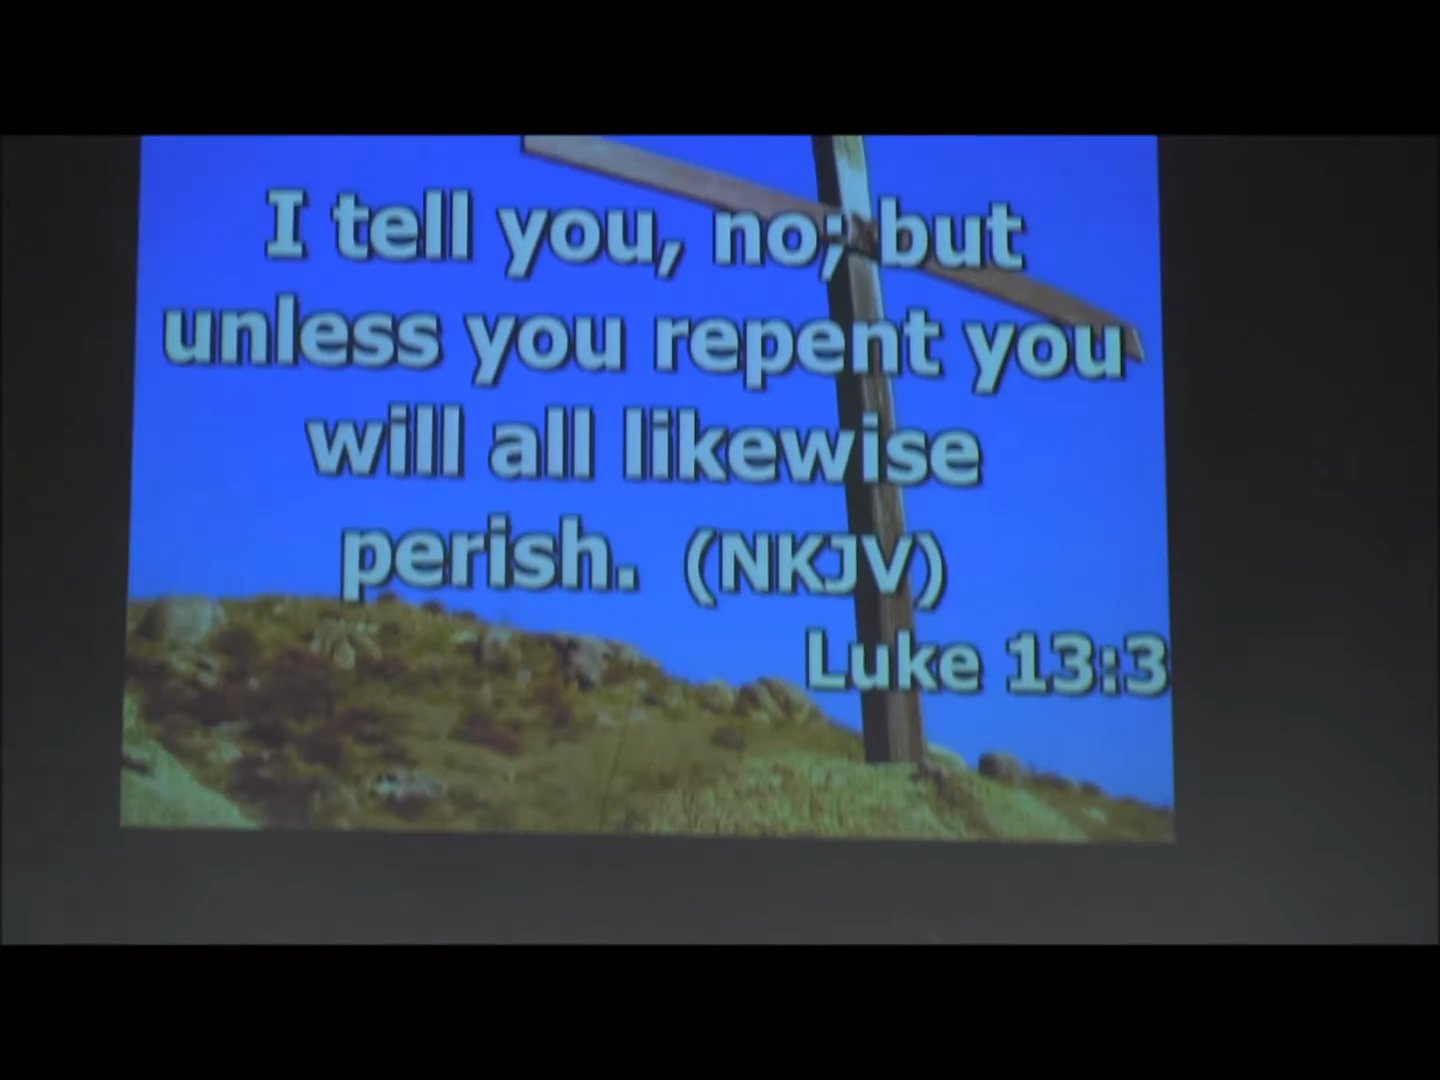 I tell you, no; but
unless you repent you
will all likewise
perish. (NKJV)
Luke 13:3